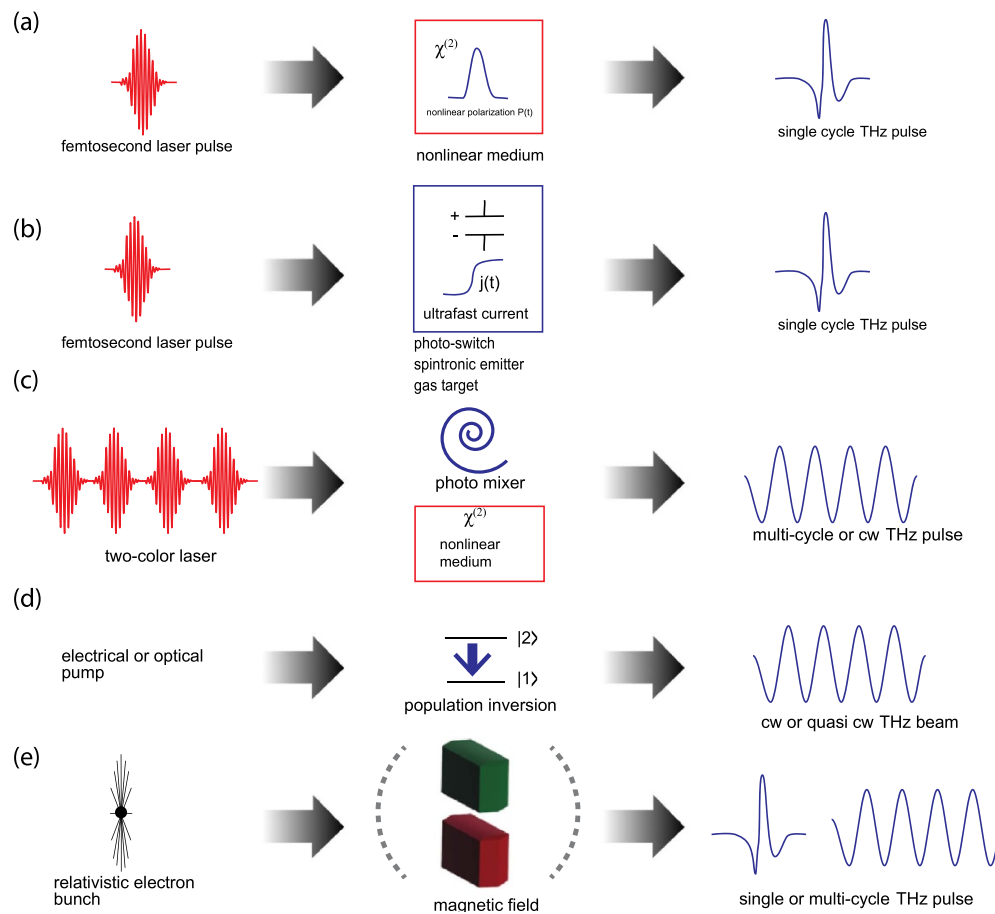 (a)
χ(2)
nonlinear polarization P(t)
femtosecond laser pulse
nonlinear medium
single cycle THz pulse
(b)
+
-
j(t)
ultrafast current
femtosecond laser pulse
photo-switch
spintronic emitter
gas target
single cycle THz pulse
(c)
photo mixer
χ(2)
nonlinear
medium
two-color laser
multi-cycle or cw THz pulse
(d)
electrical or optical
pump
|2⟩
|1⟩
population inversion
cw or quasi cw THz beam
(e)
relativistic electron
bunch
magnetic field
single or multi-cycle THz pulse